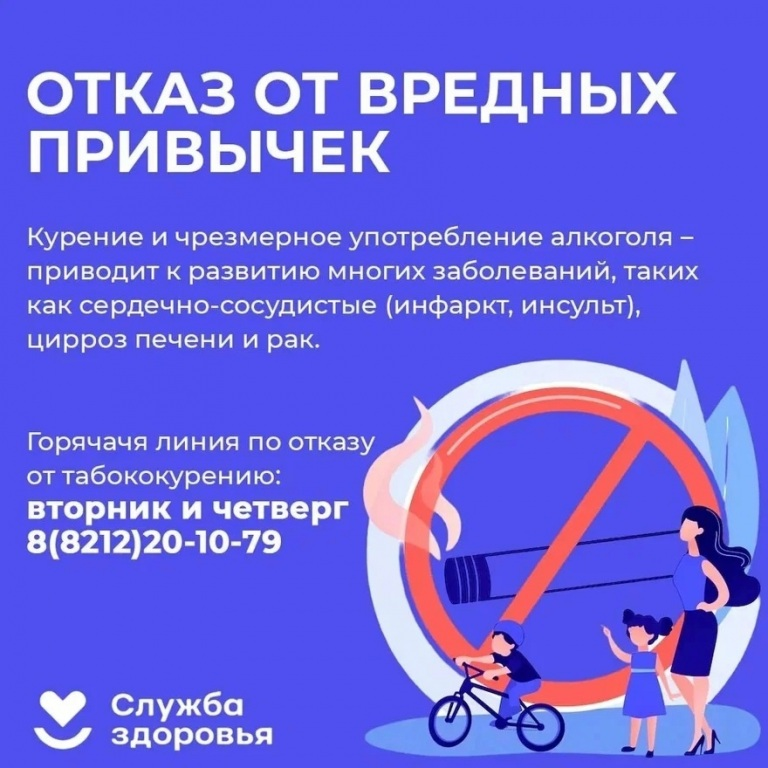 ОТКАЗ ОТ ВРЕДНЫХ
ПРИВЫЧЕК
Курение и чрезмерное употребление алкоголя –
приводит к развитию многих заболеваний, таких
как сердечно-сосудистые (инфаркт, инсульт),
цирроз печени и рак.
Горячачя линия по отказу
от табококурению:
вторник и четверг
8(8212)20-10-79
Служба
здоровья